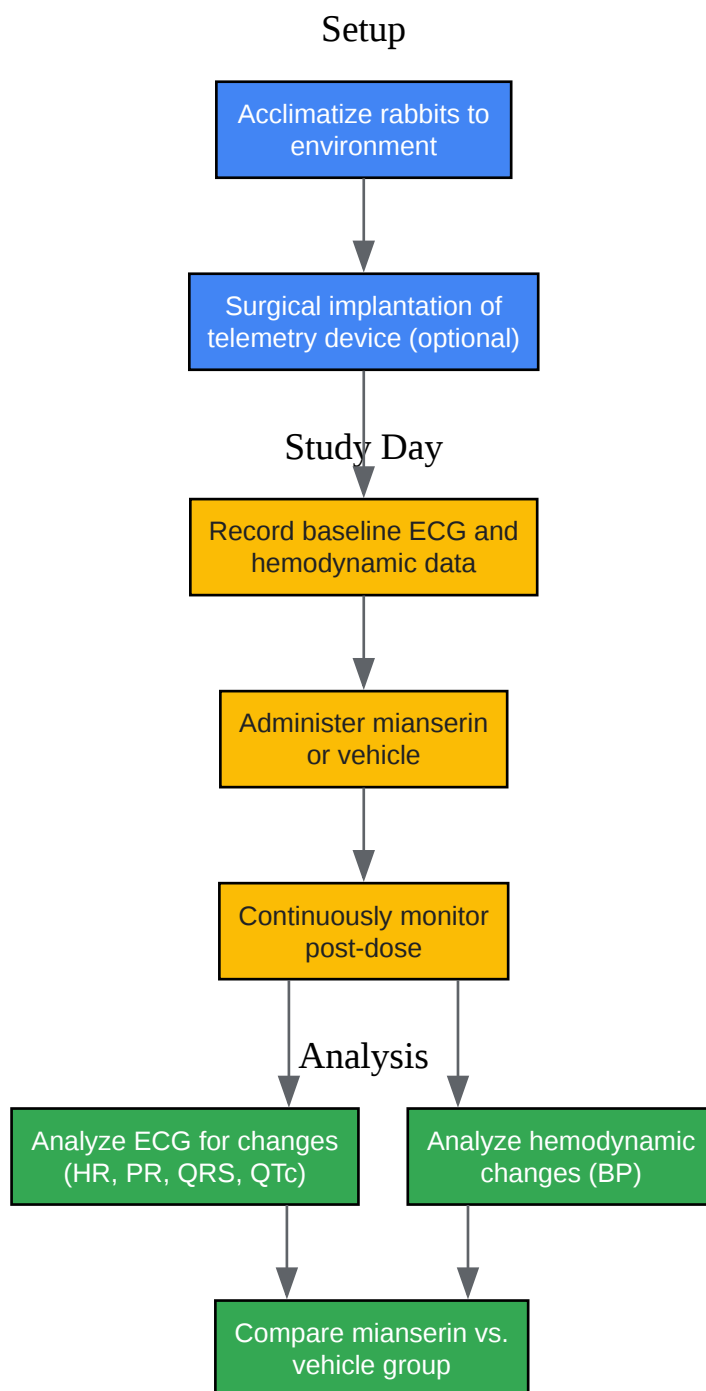 Setup
Acclimatize rabbits to
environment
Surgical implantation of
telemetry device (optional)
Study Day
Record baseline ECG and
hemodynamic data
Administer mianserin
or vehicle
Continuously monitor
post-dose
Analysis
Analyze ECG for changes
(HR, PR, QRS, QTc)
Analyze hemodynamic
changes (BP)
Compare mianserin vs.
vehicle group